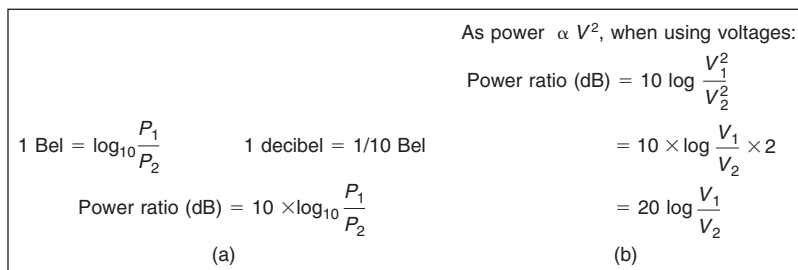 1 Bel = log₁₀ P₁/P₂    1 decibel = 1/10 Bel
Power ratio (dB) = 10 ×log₁₀ P₁/P₂
(a)
As power α V², when using voltages:
Power ratio (dB) = 10 log V₁²/V₂²
= 10 × log V₁/V₂ × 2
= 20 log V₁/V₂
(b)